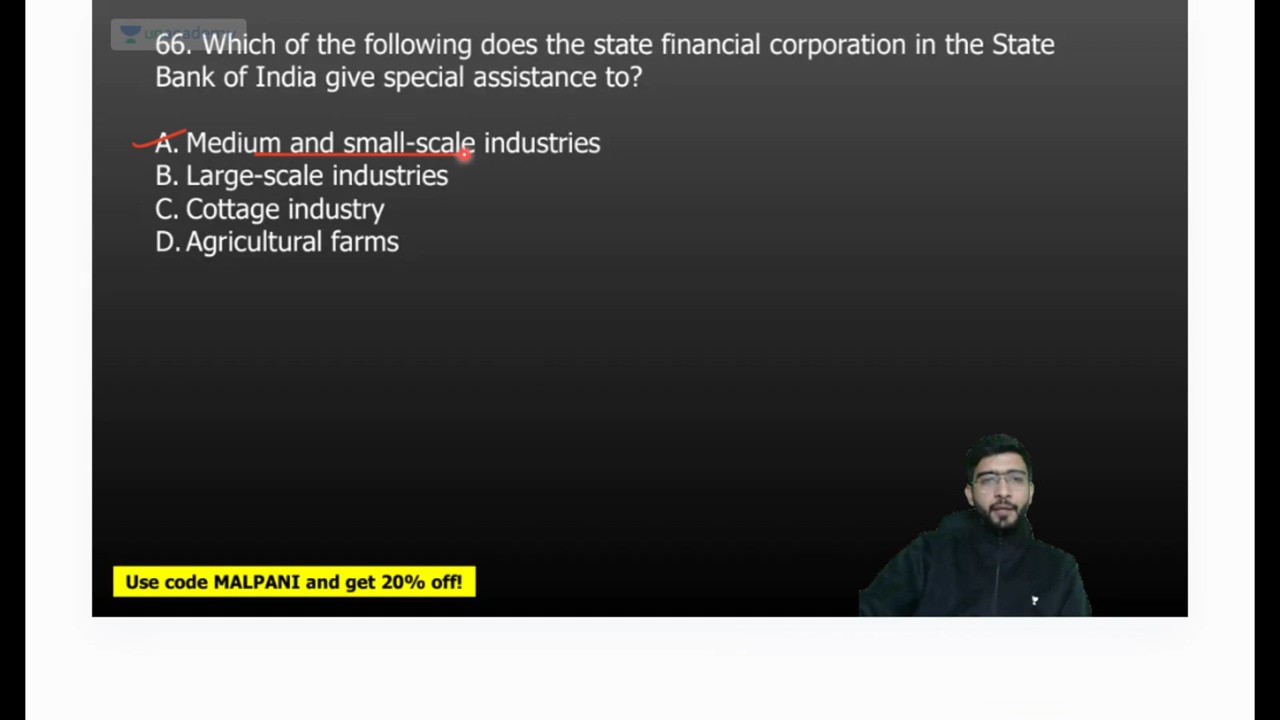 unacademy
66. Which of the following does the state financial corporation in the State
Bank of India give special assistance to?
A. Medium and small-scale industries
B. Large-scale industries
C. Cottage industry
D. Agricultural farms
Use code MALPANI and get 20% off!